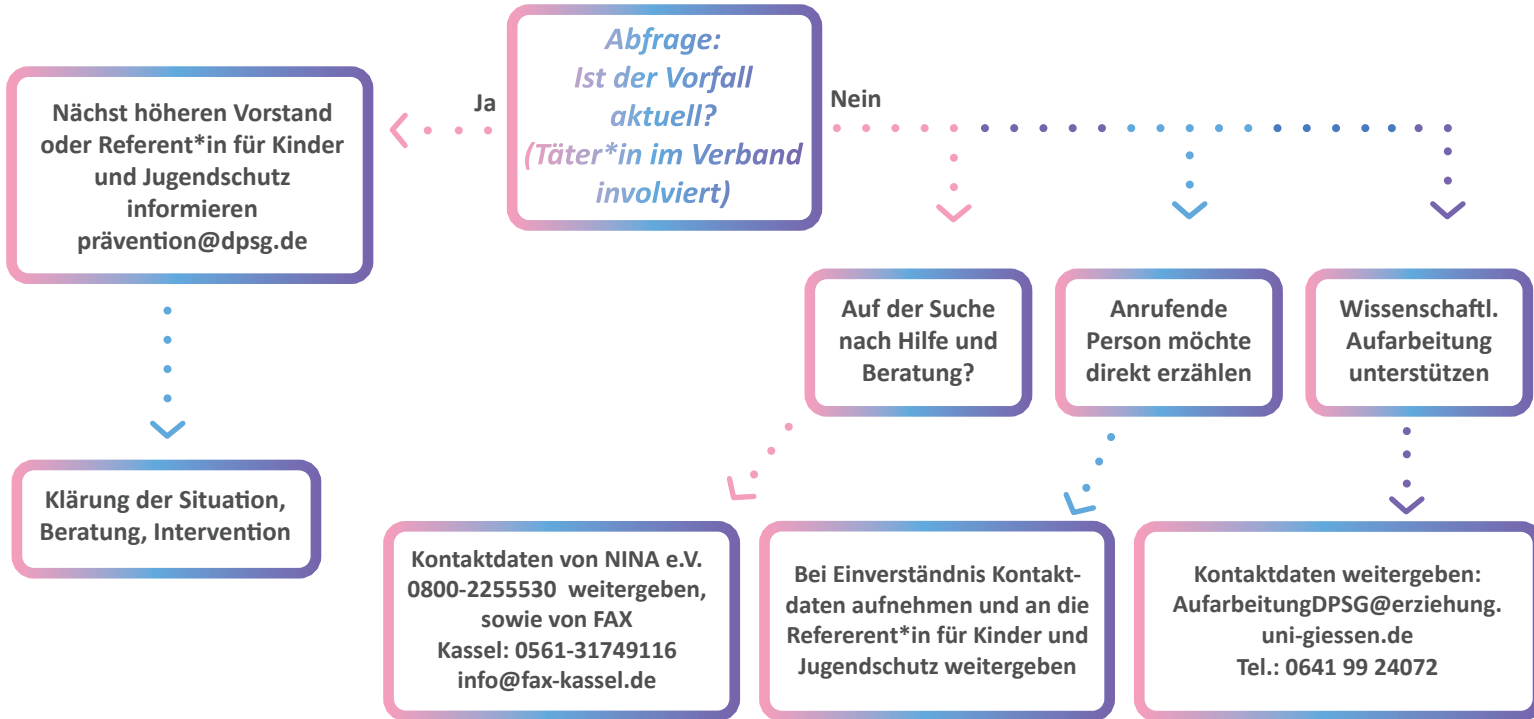 Abfrage:
Ist der Vorfall
aktuell?
(Täter*in im Verband
involviert)
Ja
Nein
Nächst höheren Vorstand
oder Referent*in für Kinder
und Jugendschutz
informieren
prävention@dpsg.de
Klärung der Situation,
Beratung, Intervention
Auf der Suche
nach Hilfe und
Beratung?
Anrufende
Person möchte
direkt erzählen
Wissenschaftl.
Aufarbeitung
unterstützen
Kontaktdaten von NINA e.V.
0800-2255530 weitergeben,
sowie von FAX
Kassel: 0561-31749116
info@fax-kassel.de
Bei Einverständnis Kontakt-
daten aufnehmen und an die
Refererent*in für Kinder und
Jugendschutz weitergeben
Kontaktdaten weitergeben:
AufarbeitungDPSG@erziehung.
uni-giessen.de
Tel.: 0641 99 24072